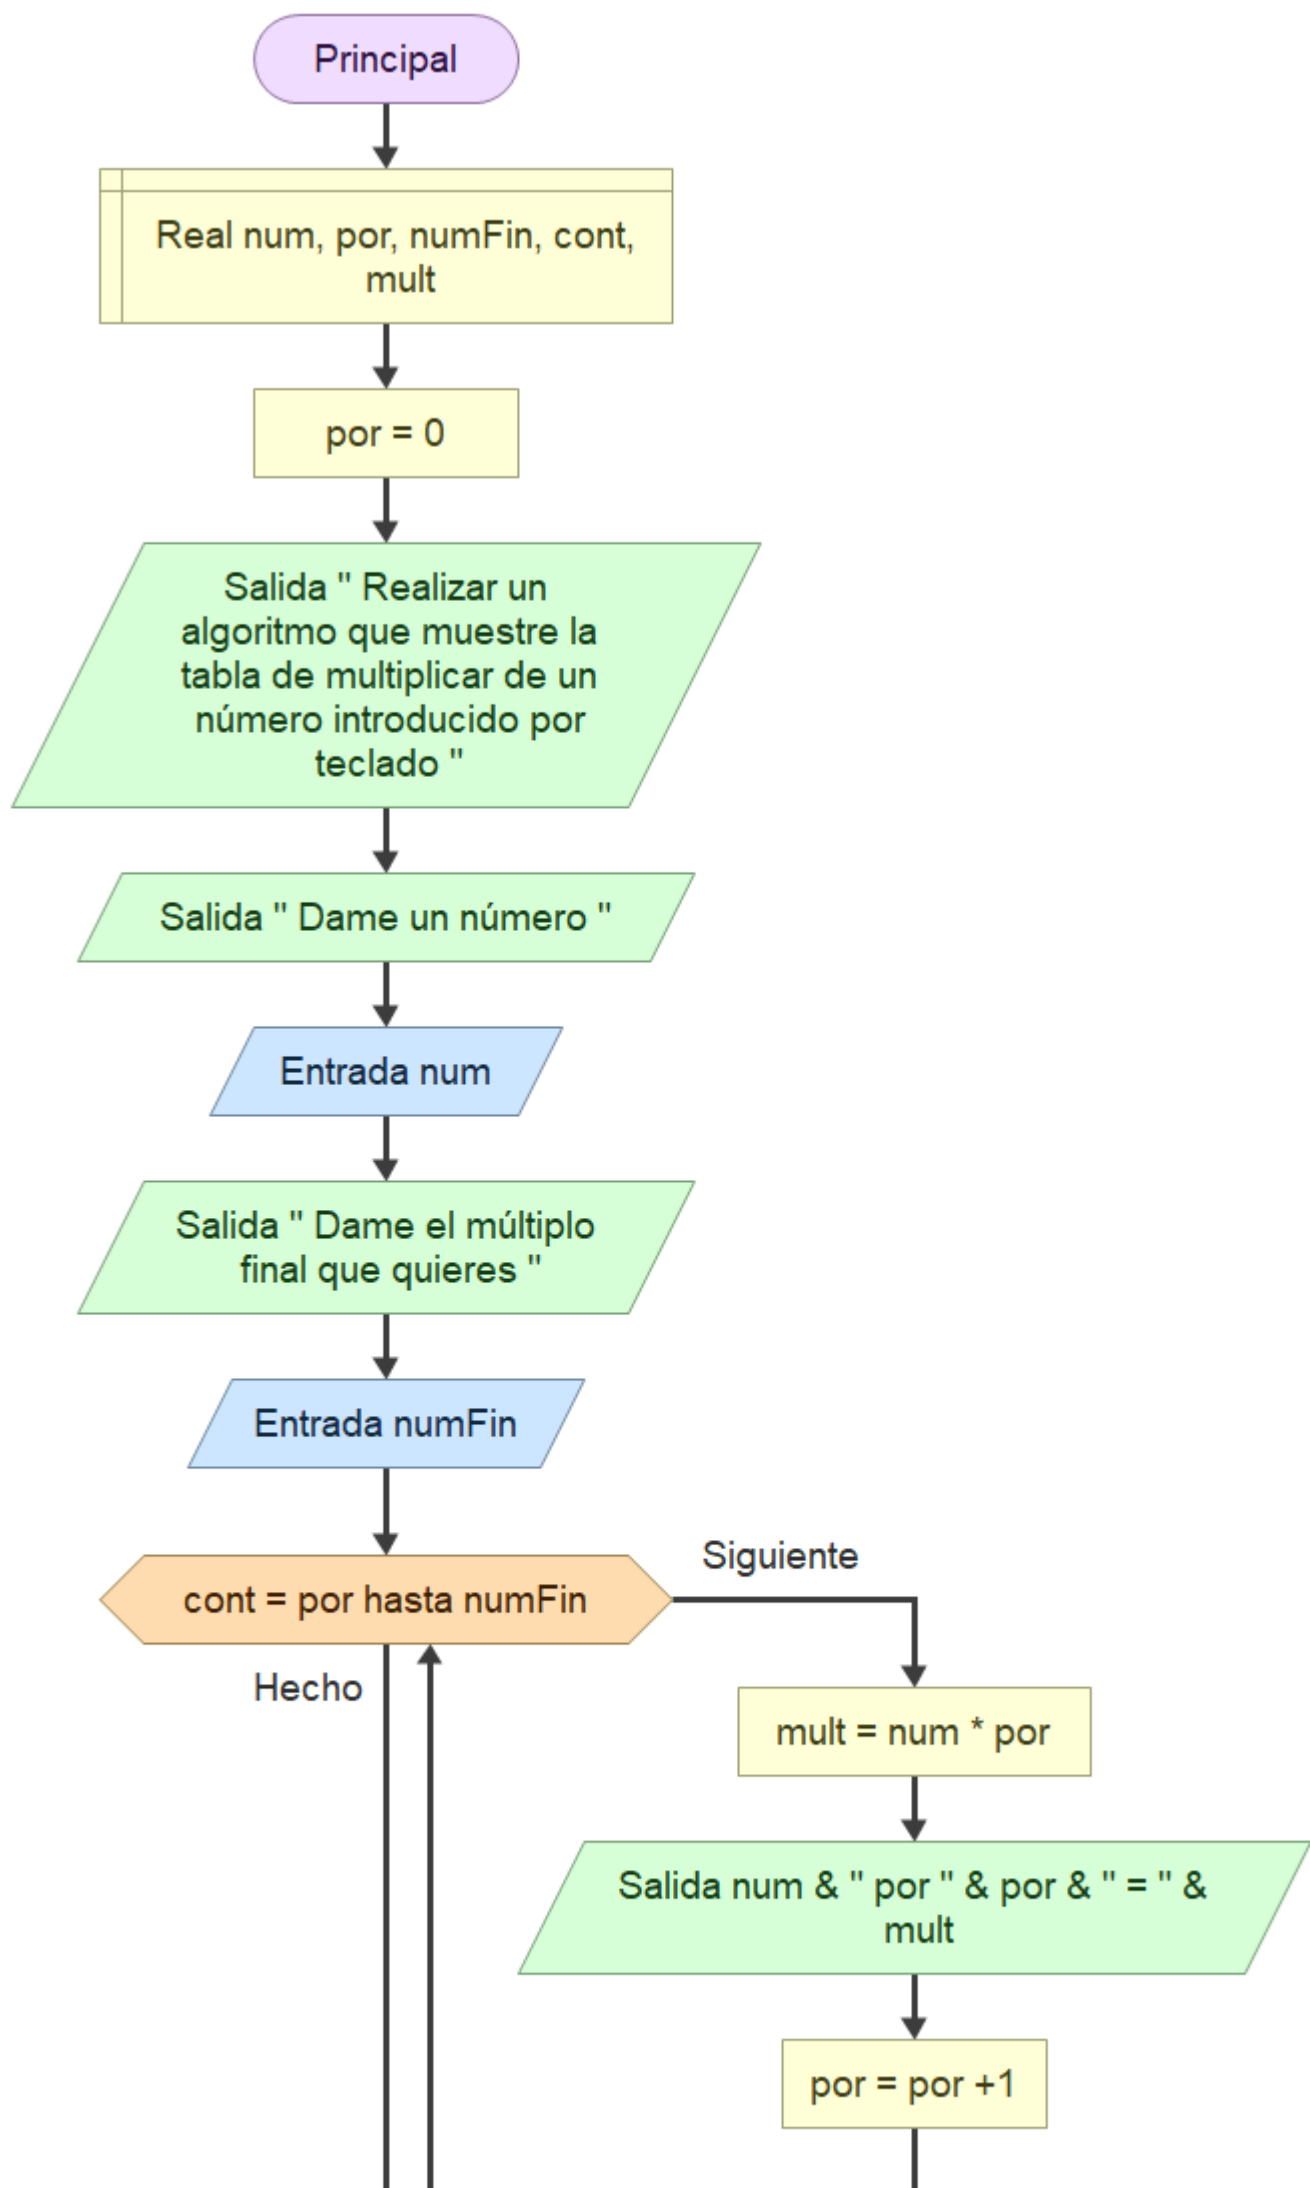 Principal
Real num, por, numFin, cont,
mult
por = 0
Salida " Realizar un
algoritmo que muestre la
tabla de multiplicar de un
número introducido por
teclado "
Salida " Dame un número "
Entrada num
Salida " Dame el múltiplo
final que quieres "
Entrada numFin
Siguiente
cont = por hasta numFin
Hecho
mult = num * por
Salida num & " por " & por & " = " &
mult
por = por +1